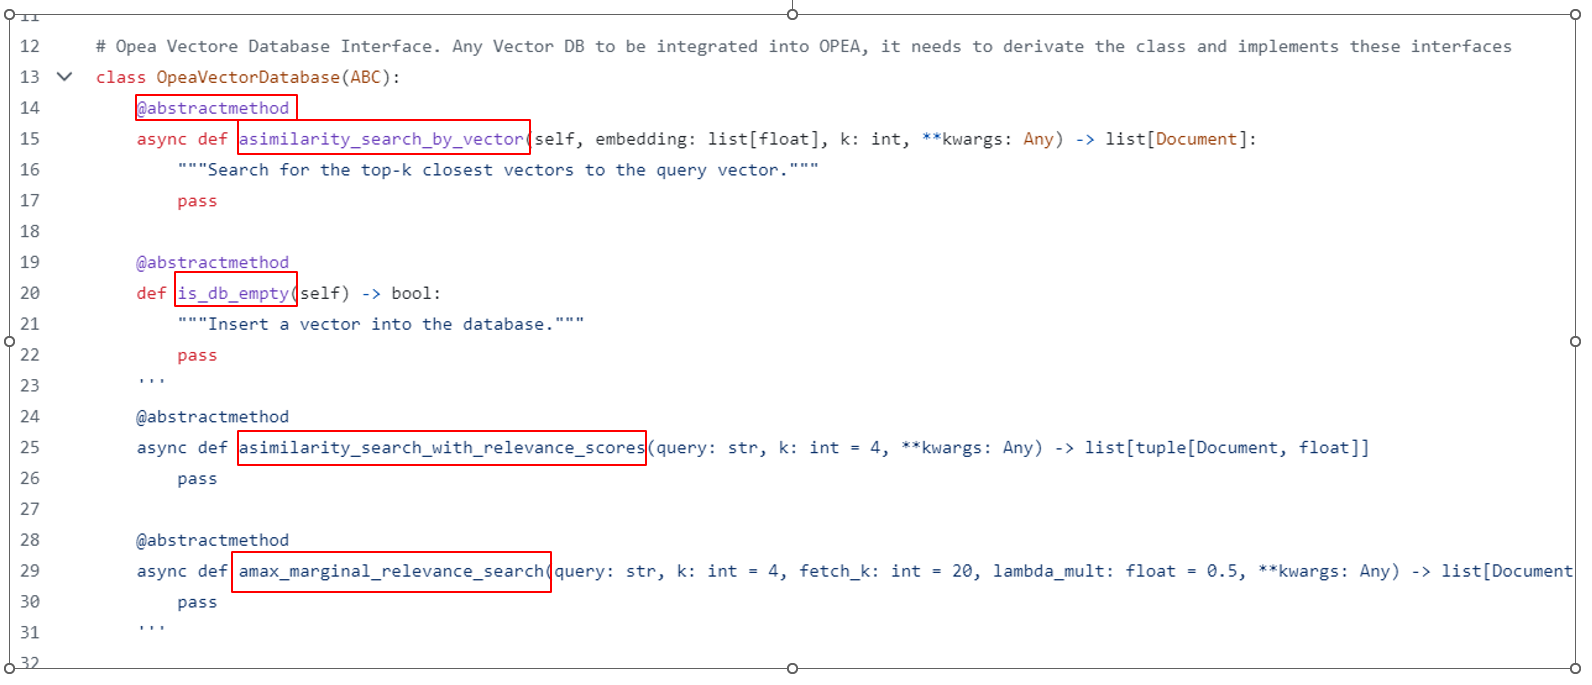 11
12 # Opea Vectore Database Interface. Any Vector DB to be integrated into OPEA, it needs to derivate the class and implements these interfaces
13 class OpeaVectorDatabase(ABC):
14 @abstractmethod
15 async def asimilarity_search_by_vector(self, embedding: list[float], k: int, **kwargs: Any) -> list[Document]:
16 """Search for the top-k closest vectors to the query vector."""
17 pass
18
19 @abstractmethod
20 def is_db_empty(self) -> bool:
21 """Insert a vector into the database."""
22 pass
23 '''
24 @abstractmethod
25 async def asimilarity_search_with_relevance_scores(query: str, k: int = 4, **kwargs: Any) -> list[tuple[Document, float]]
26 pass
27
28 @abstractmethod
29 async def amax_marginal_relevance_search(query: str, k: int = 4, fetch_k: int = 20, lambda_mult: float = 0.5, **kwargs: Any) -> list[Document
30 pass
31 '''
32